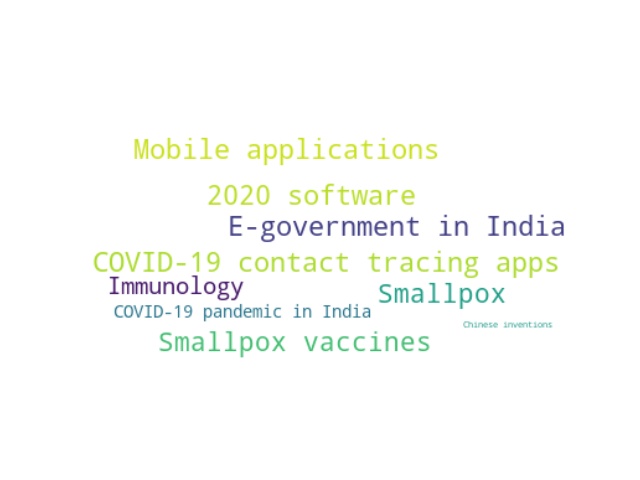 Mobile applications
2020 software
E-government in India
COVID-19 contact tracing apps
Immunology
Smallpox
COVID-19 pandemic in India
Chinese inventions
Smallpox vaccines